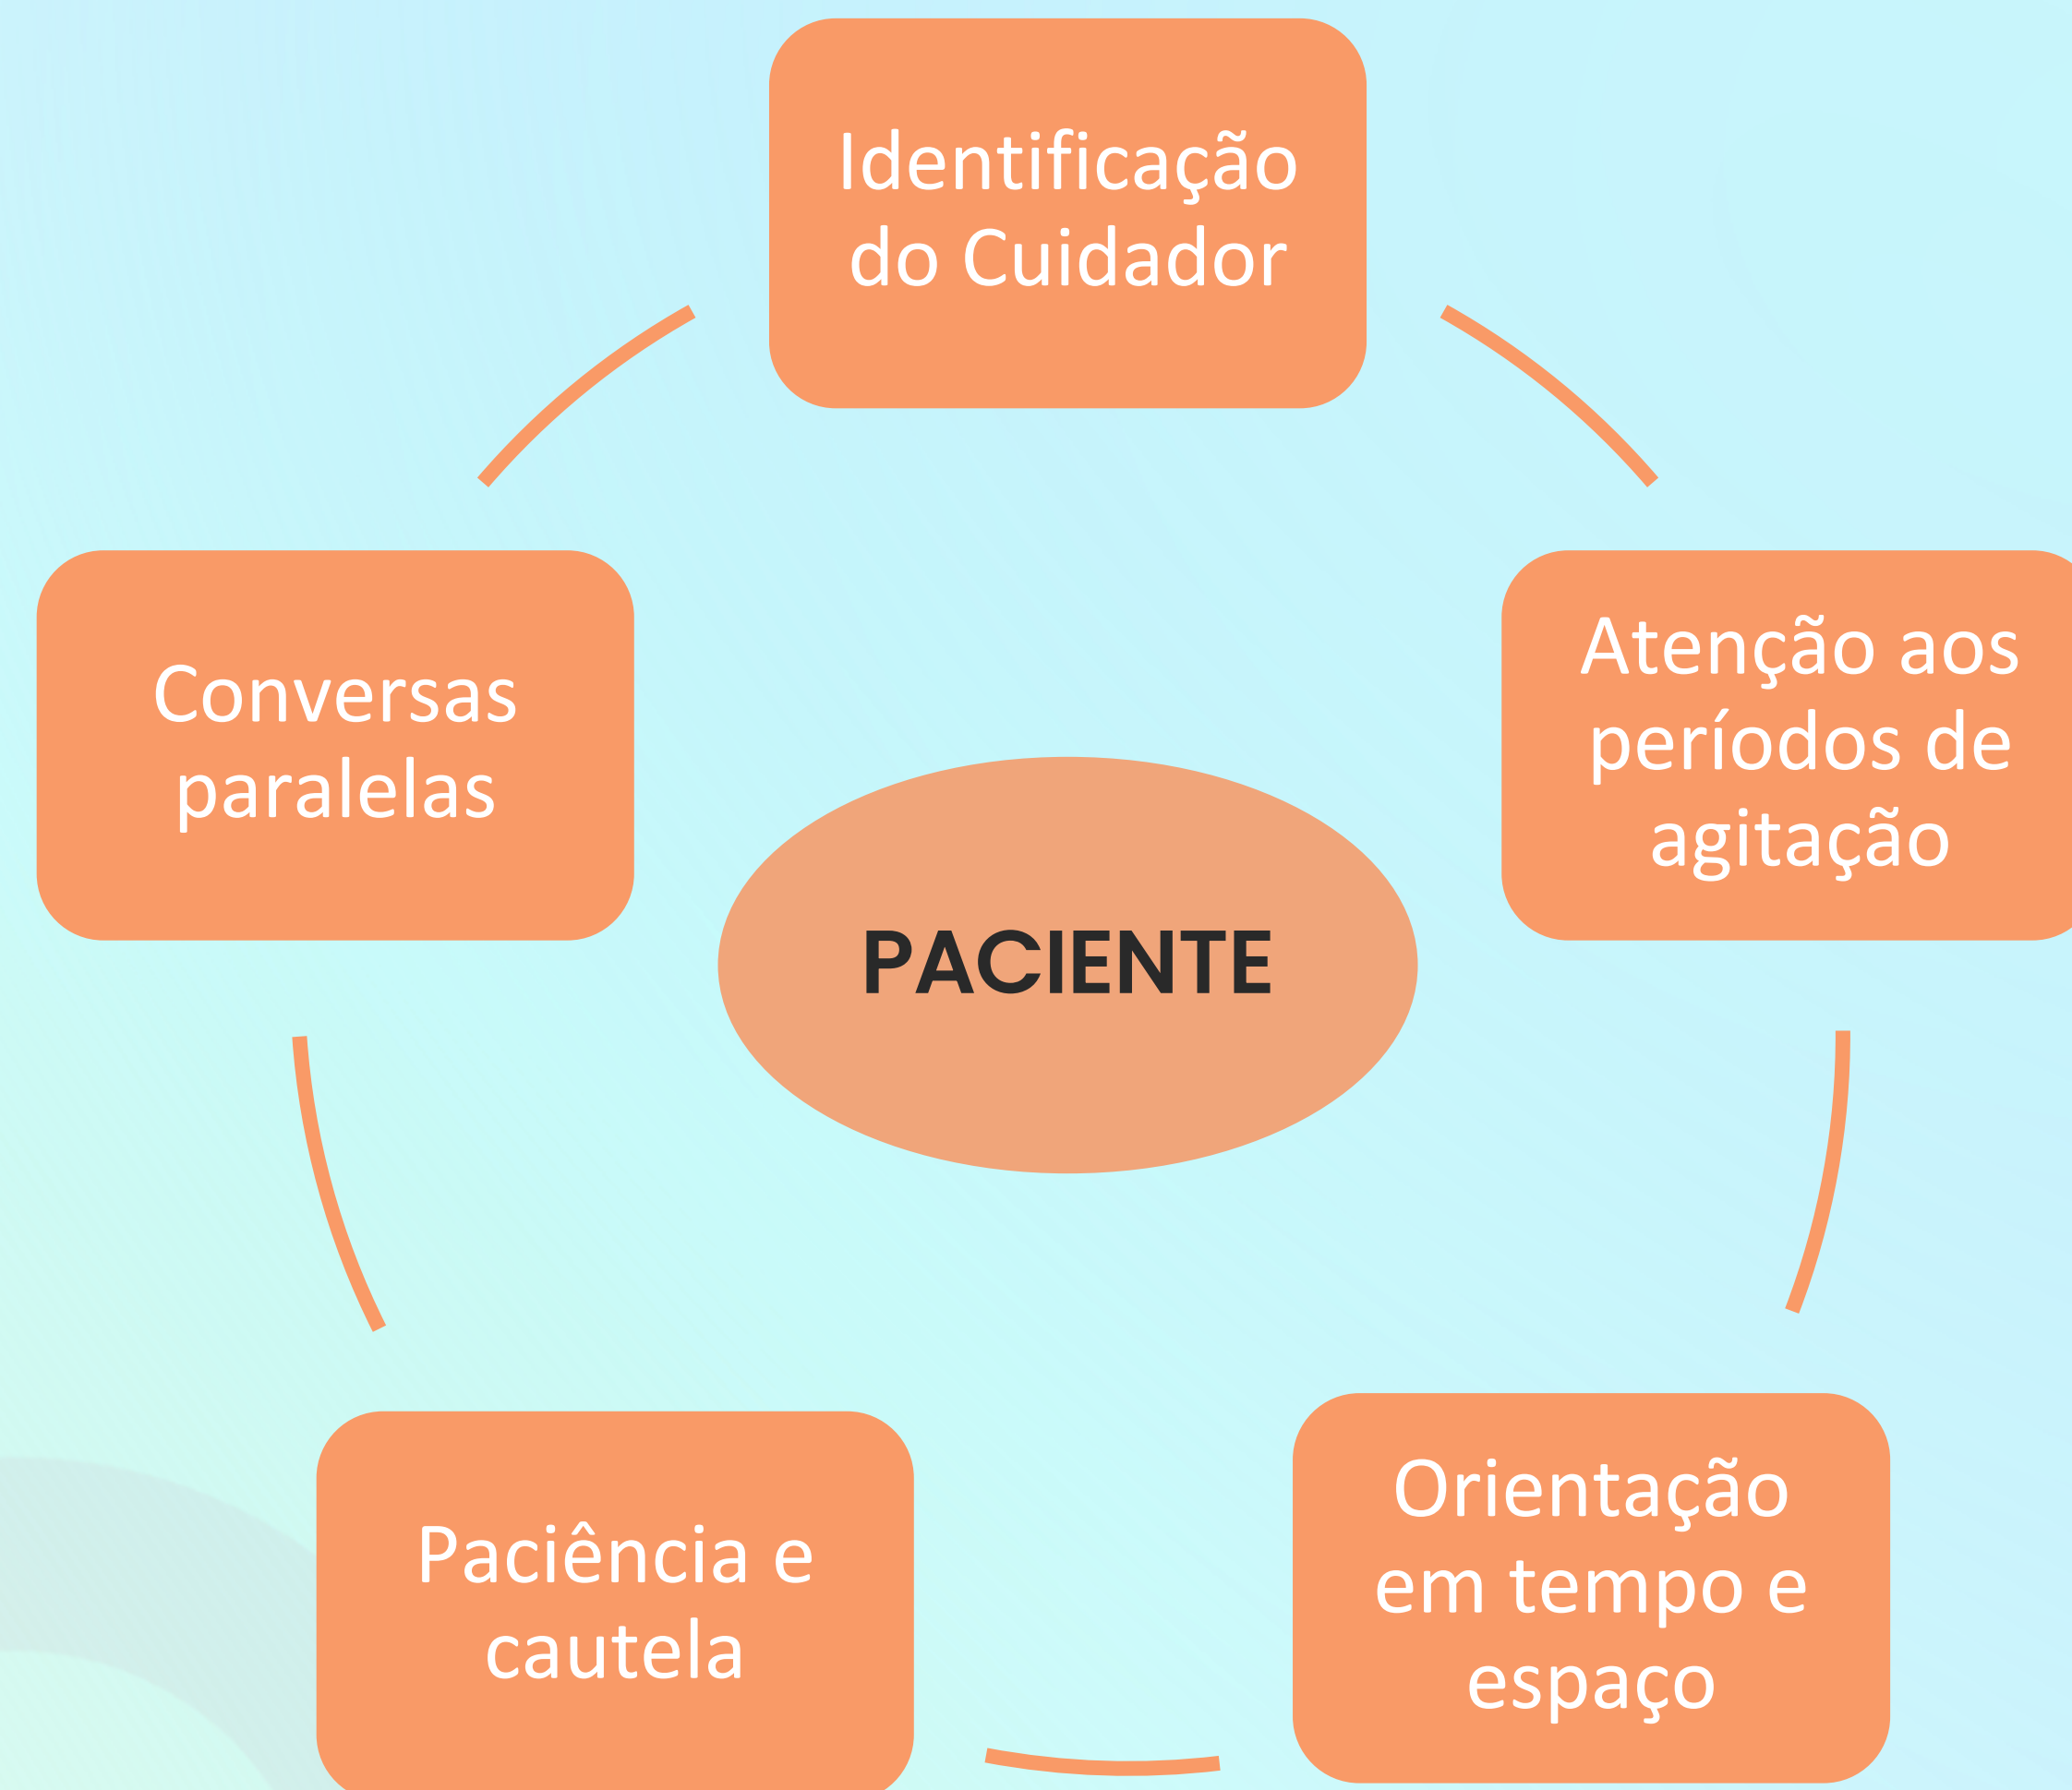 Identificação
do Cuidador
Atenção aos
períodos de
agitação
Orientação
em tempo e
espaço
Paciência e
cautela
Conversas
paralelas
PACIENTE